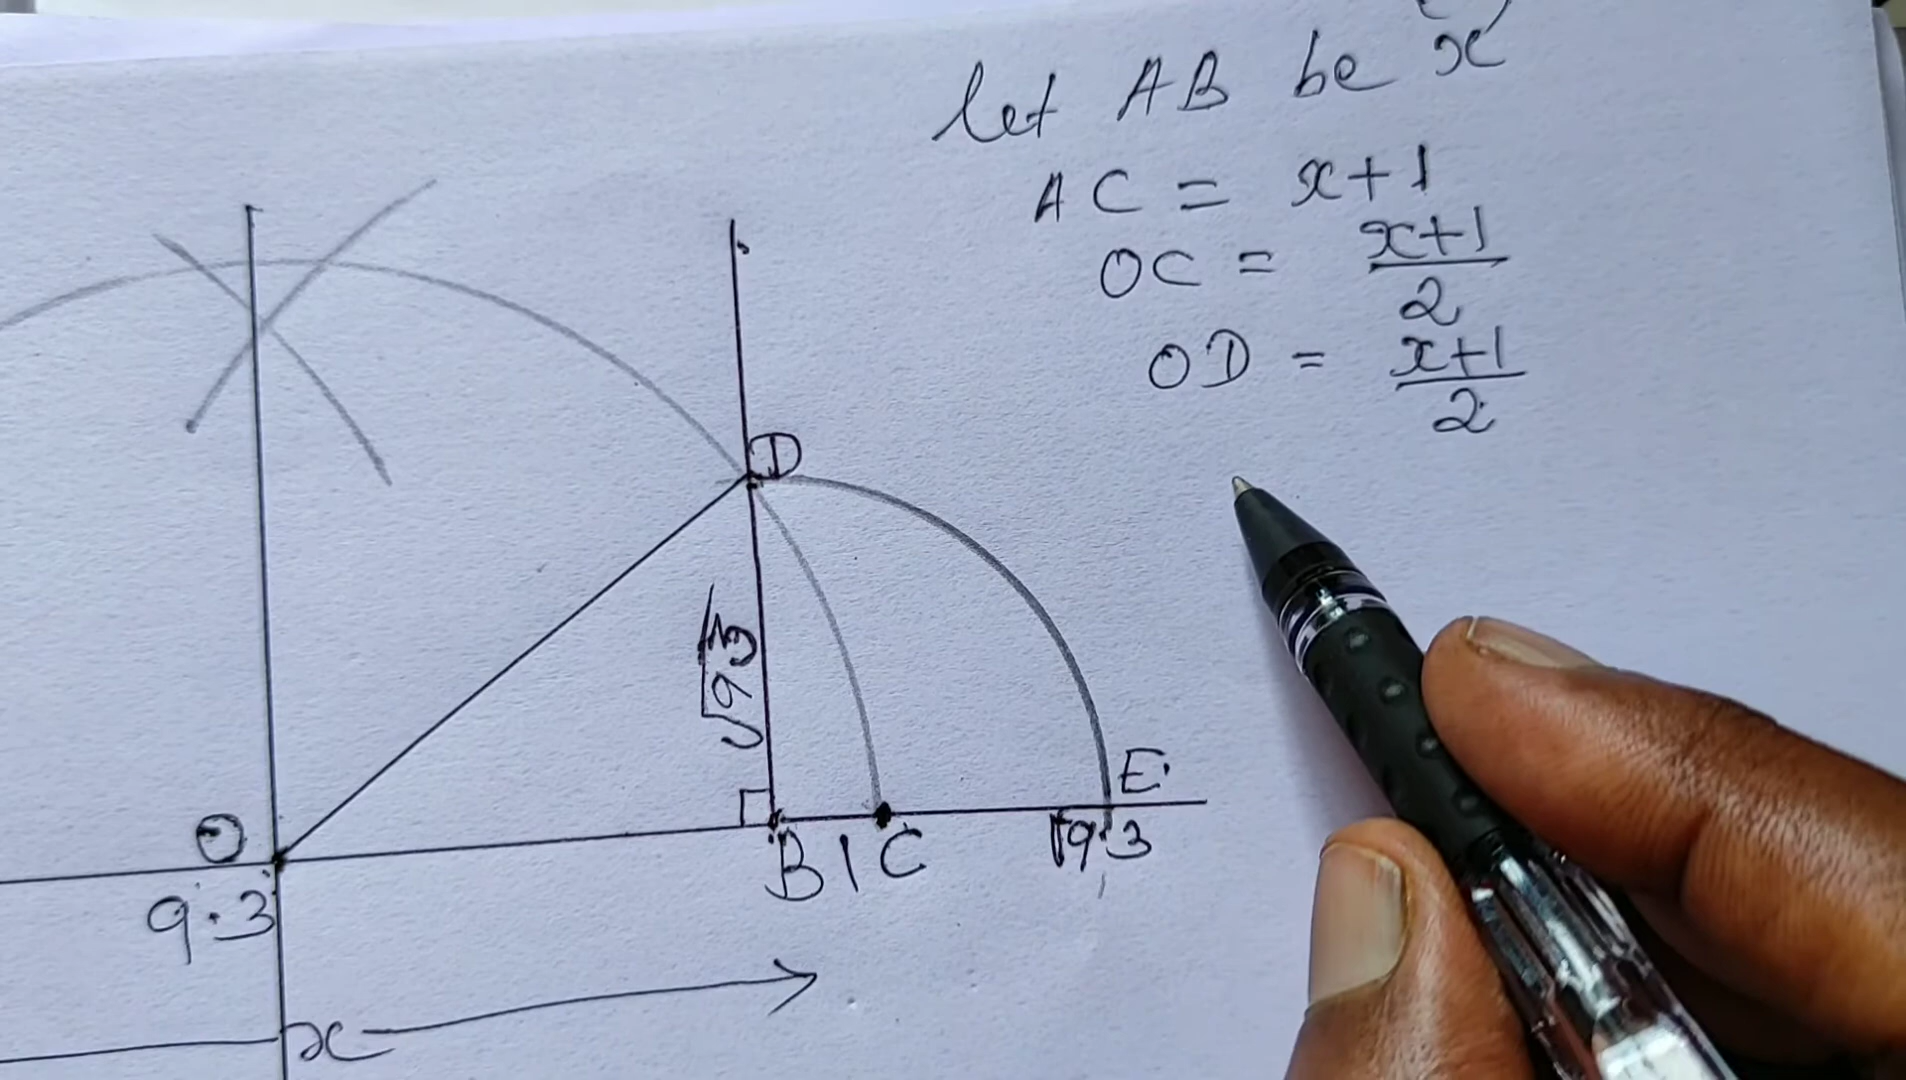 let AB be x
AC = x+1
OC = x+1
2
OD = x+1
2
D
√9.3
E
O
B 1 C
√9.3
9.3
x